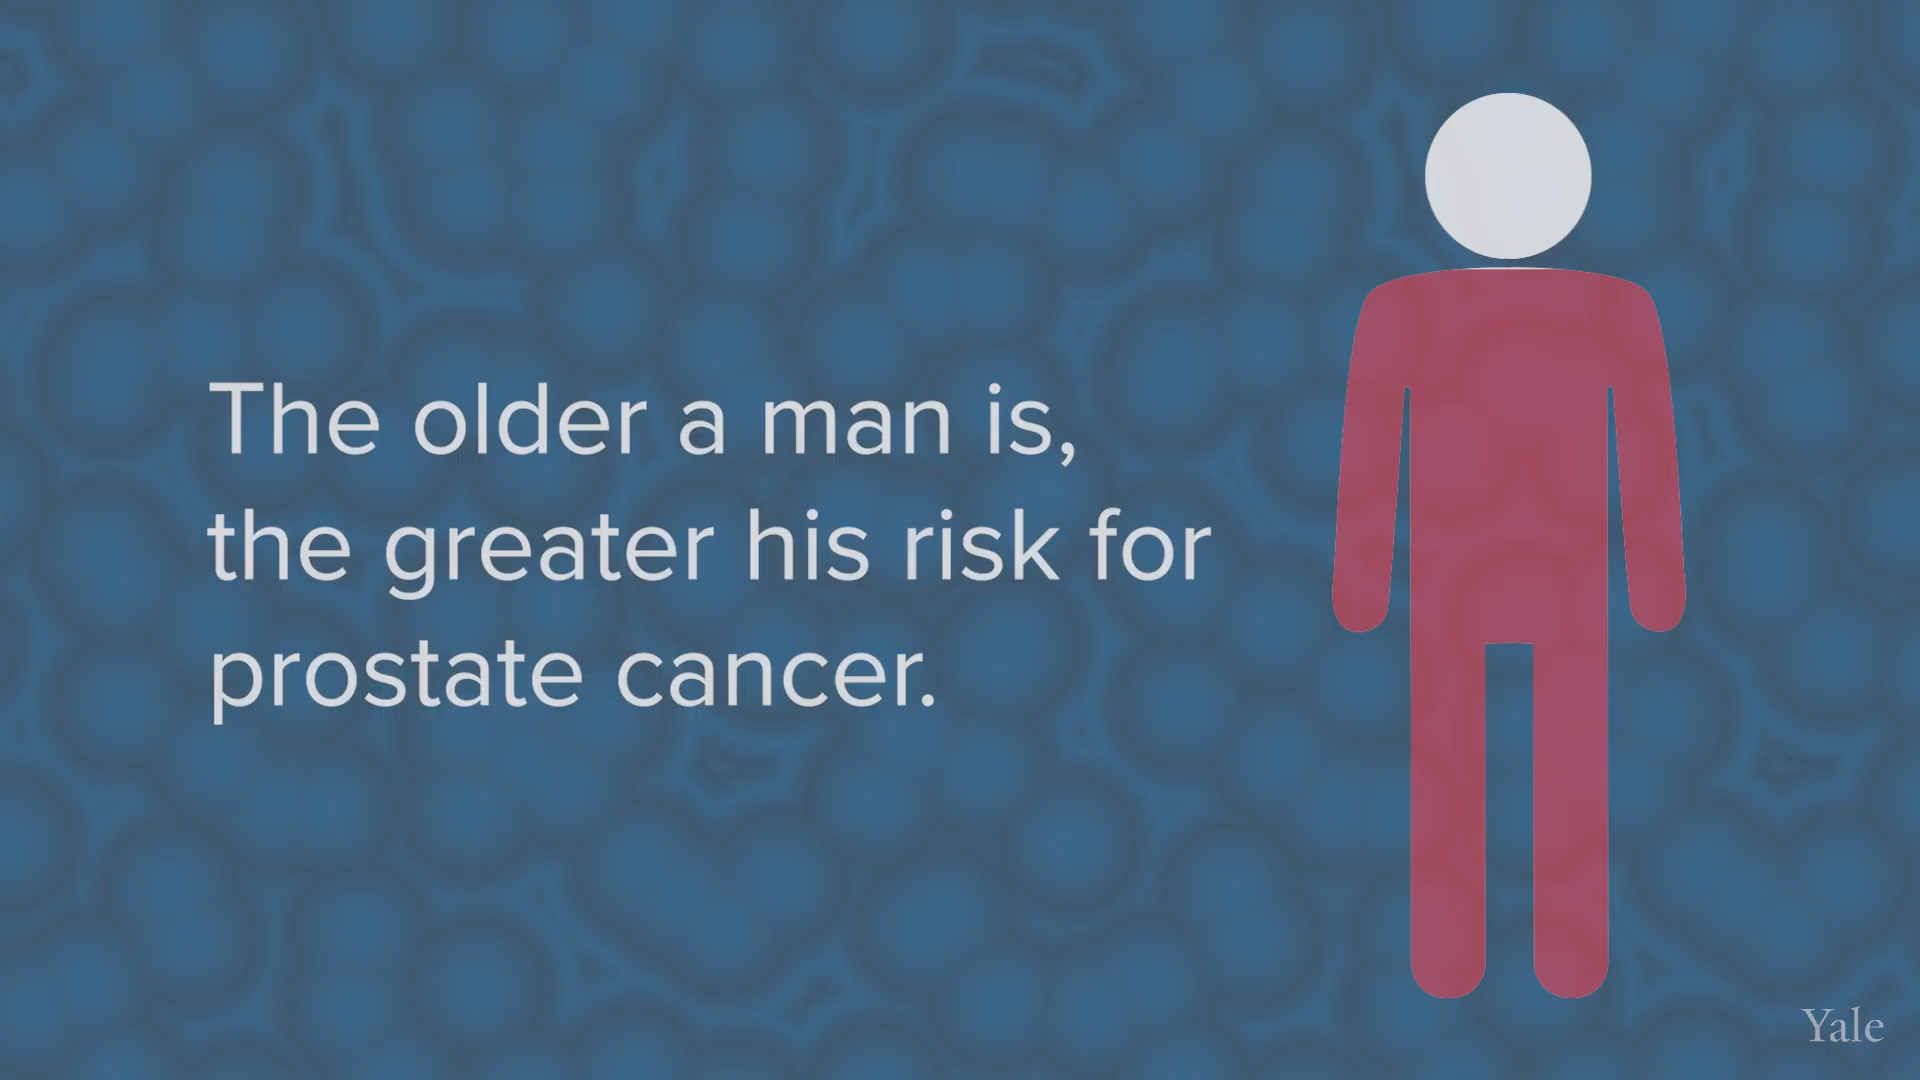 The older a man is,
the greater his risk for
prostate cancer.
Yale